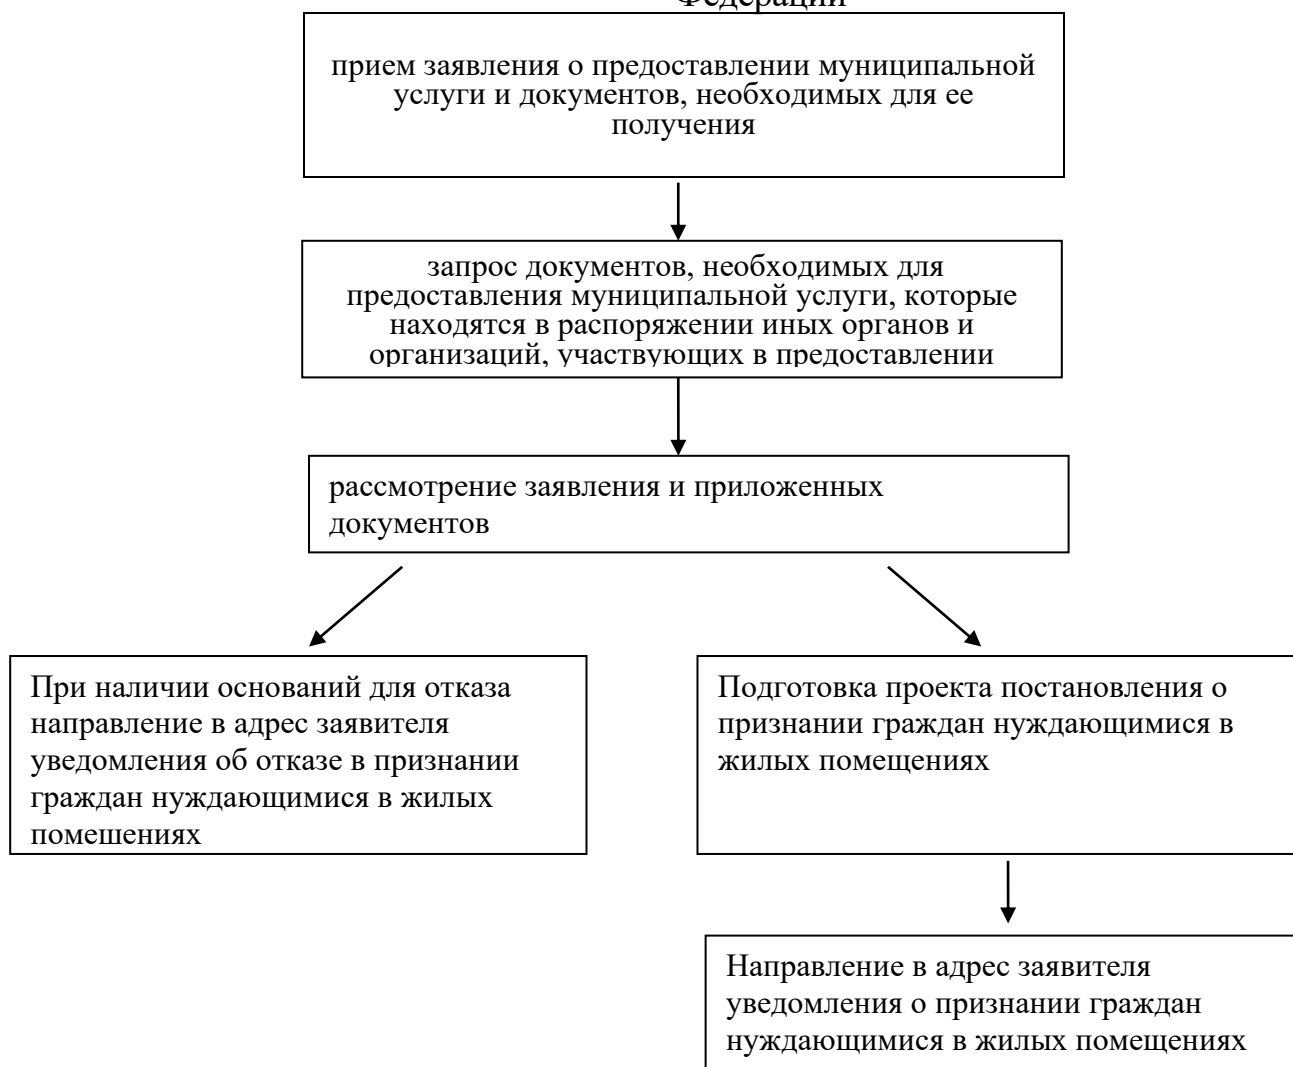 Федерации
прием заявления о предоставлении муниципальной
услуги и документов, необходимых для ее
получения
запрос документов, необходимых для
предоставления муниципальной услуги, которые
находятся в распоряжении иных органов и
организаций, участвующих в предоставлении
рассмотрение заявления и приложенных
документов
При наличии оснований для отказа
направление в адрес заявителя
уведомления об отказе в признании
граждан нуждающимися в жилых
помещениях
Подготовка проекта постановления о
признании граждан нуждающимися в
жилых помещениях
Направление в адрес заявителя
уведомления о признании граждан
нуждающимися в жилых помещениях